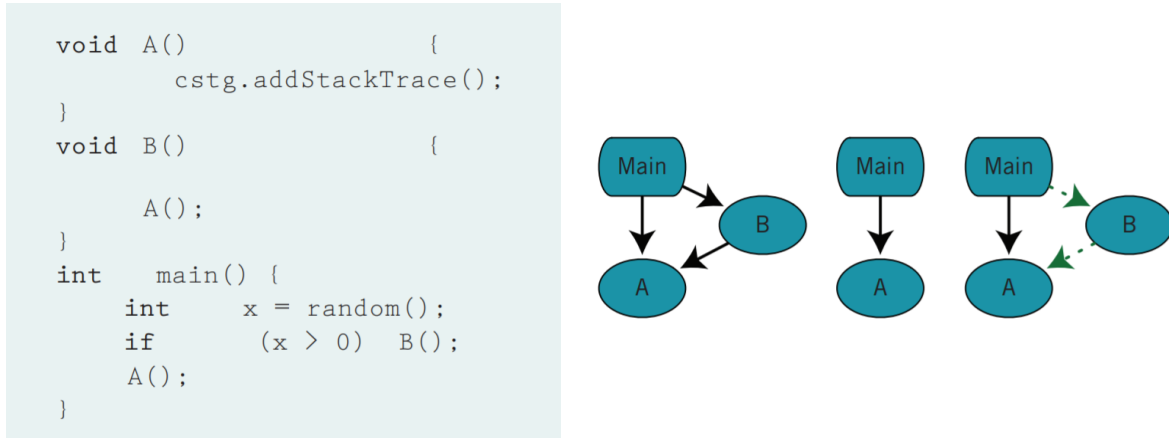 void A() {
cstg.addStackTrace();
}
void B() {
A();
}
int main() {
int x = random();
if (x > 0) B();
A();
}
Main
B
A
Main
A
Main
B
A